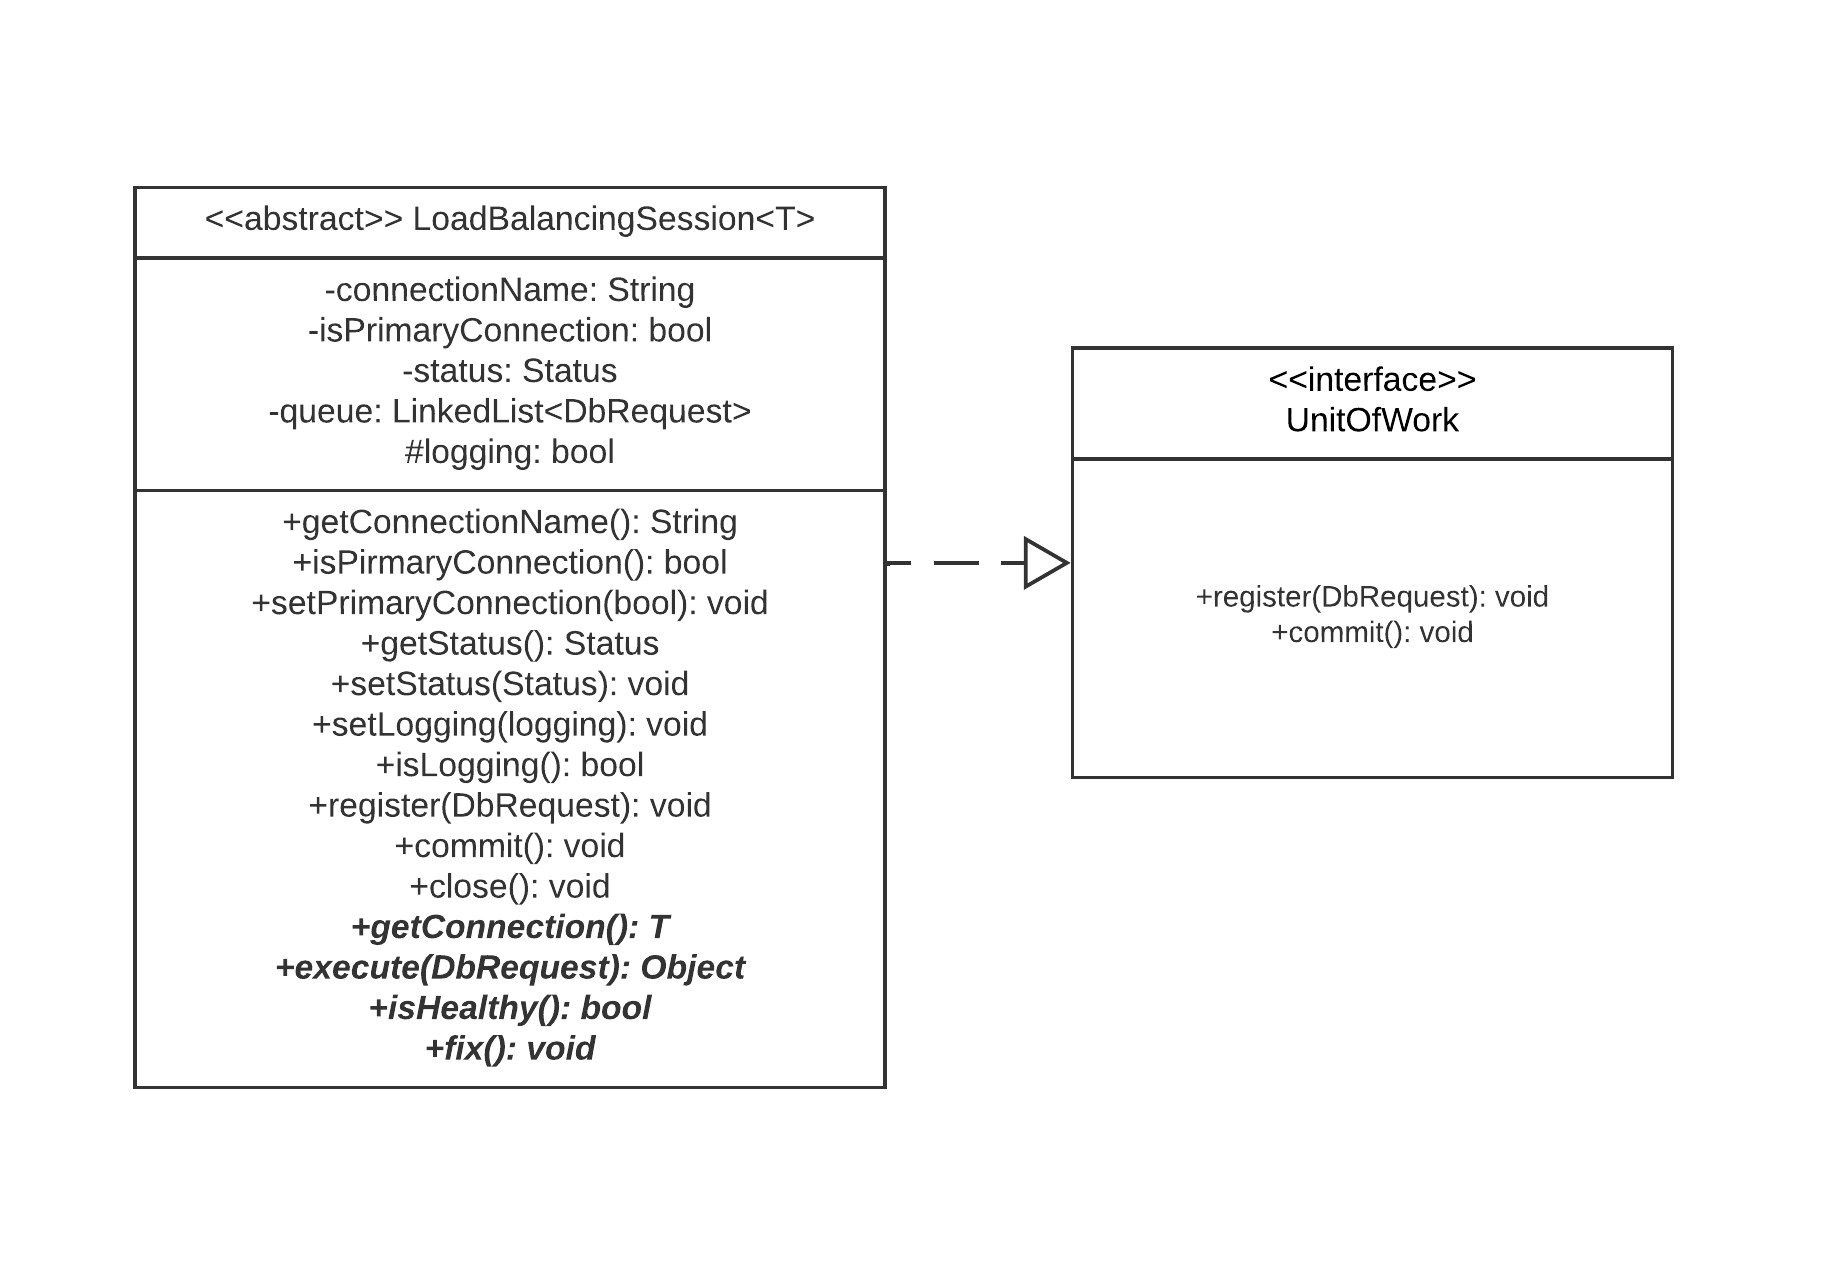 <<abstract>> LoadBalancingSession<T>
-connectionName: String
-isPrimaryConnection: bool
-status: Status
-queue: LinkedList<DbRequest>
#logging: bool
+getConnectionName(): String
+isPirmaryConnection(): bool
+setPrimaryConnection(bool): void
+getStatus(): Status
+setStatus(Status): void
+setLogging(logging): void
+isLogging(): bool
+register(DbRequest): void
+commit(): void
+close(): void
+getConnection(): T
+execute(DbRequest): Object
+isHealthy(): bool
+fix(): void
<<interface>>
UnitOfWork
+register(DbRequest): void
+commit(): void